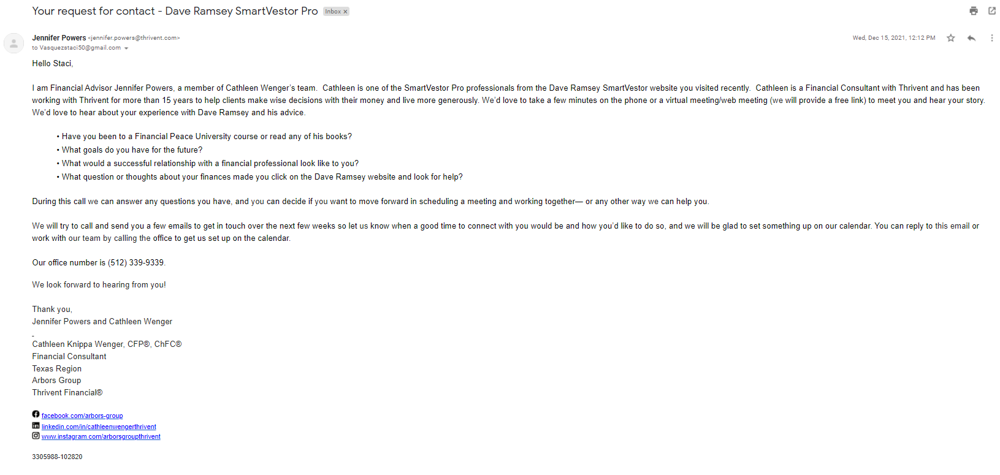 Your request for contact - Dave Ramsey SmartVestor Pro Inbox x
Jennifer Powers <jennifer.powers@thrivent.com> Wed, Dec 15, 2021, 12:12 PM
to Vasquezstaci50@gmail.com
Hello Staci,
I am Financial Advisor Jennifer Powers, a member of Cathleen Wenger’s team.  Cathleen is one of the SmartVestor Pro professionals from the Dave Ramsey SmartVestor website you visited recently.  Cathleen is a Financial Consultant with Thrivent and has been
working with Thrivent for more than 15 years to help clients make wise decisions with their money and live more generously. We’d love to take a few minutes on the phone or a virtual meeting/web meeting (we will provide a free link) to meet you and hear your story.
We’d love to hear about your experience with Dave Ramsey and his advice.
• Have you been to a Financial Peace University course or read any of his books?
• What goals do you have for the future?
• What would a successful relationship with a financial professional look like to you?
• What question or thoughts about your finances made you click on the Dave Ramsey website and look for help?
During this call we can answer any questions you have, and you can decide if you want to move forward in scheduling a meeting and working together— or any other way we can help you.
We will try to call and send you a few emails to get in touch over the next few weeks so let us know when a good time to connect with you would be and how you’d like to do so, and we will be glad to set something up on our calendar. You can reply to this email or
work with our team by calling the office to get us set up on the calendar.
Our office number is (512) 339-9339.
We look forward to hearing from you!
Thank you,
Jennifer Powers and Cathleen Wenger
-
Cathleen Knippa Wenger, CFP®, ChFC®
Financial Consultant
Texas Region
Arbors Group
Thrivent Financial®
facebook.com/arbors-group
linkedin.com/in/cathleenwengerthrivent
www.instagram.com/arborsgroupthrivent
3305988-102820